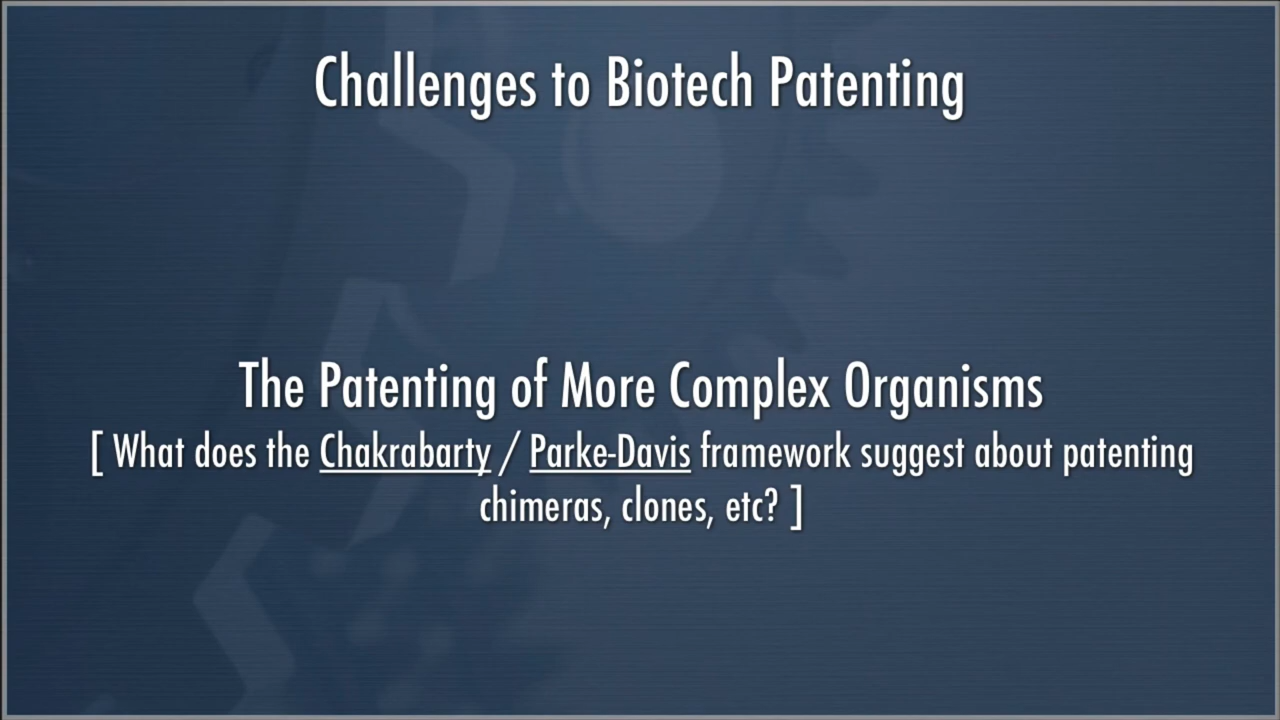 Challenges to Biotech Patenting
The Patenting of More Complex Organisms
[ What does the Chakrabarty / Parke-Davis framework suggest about patenting
chimeras, clones, etc? ]